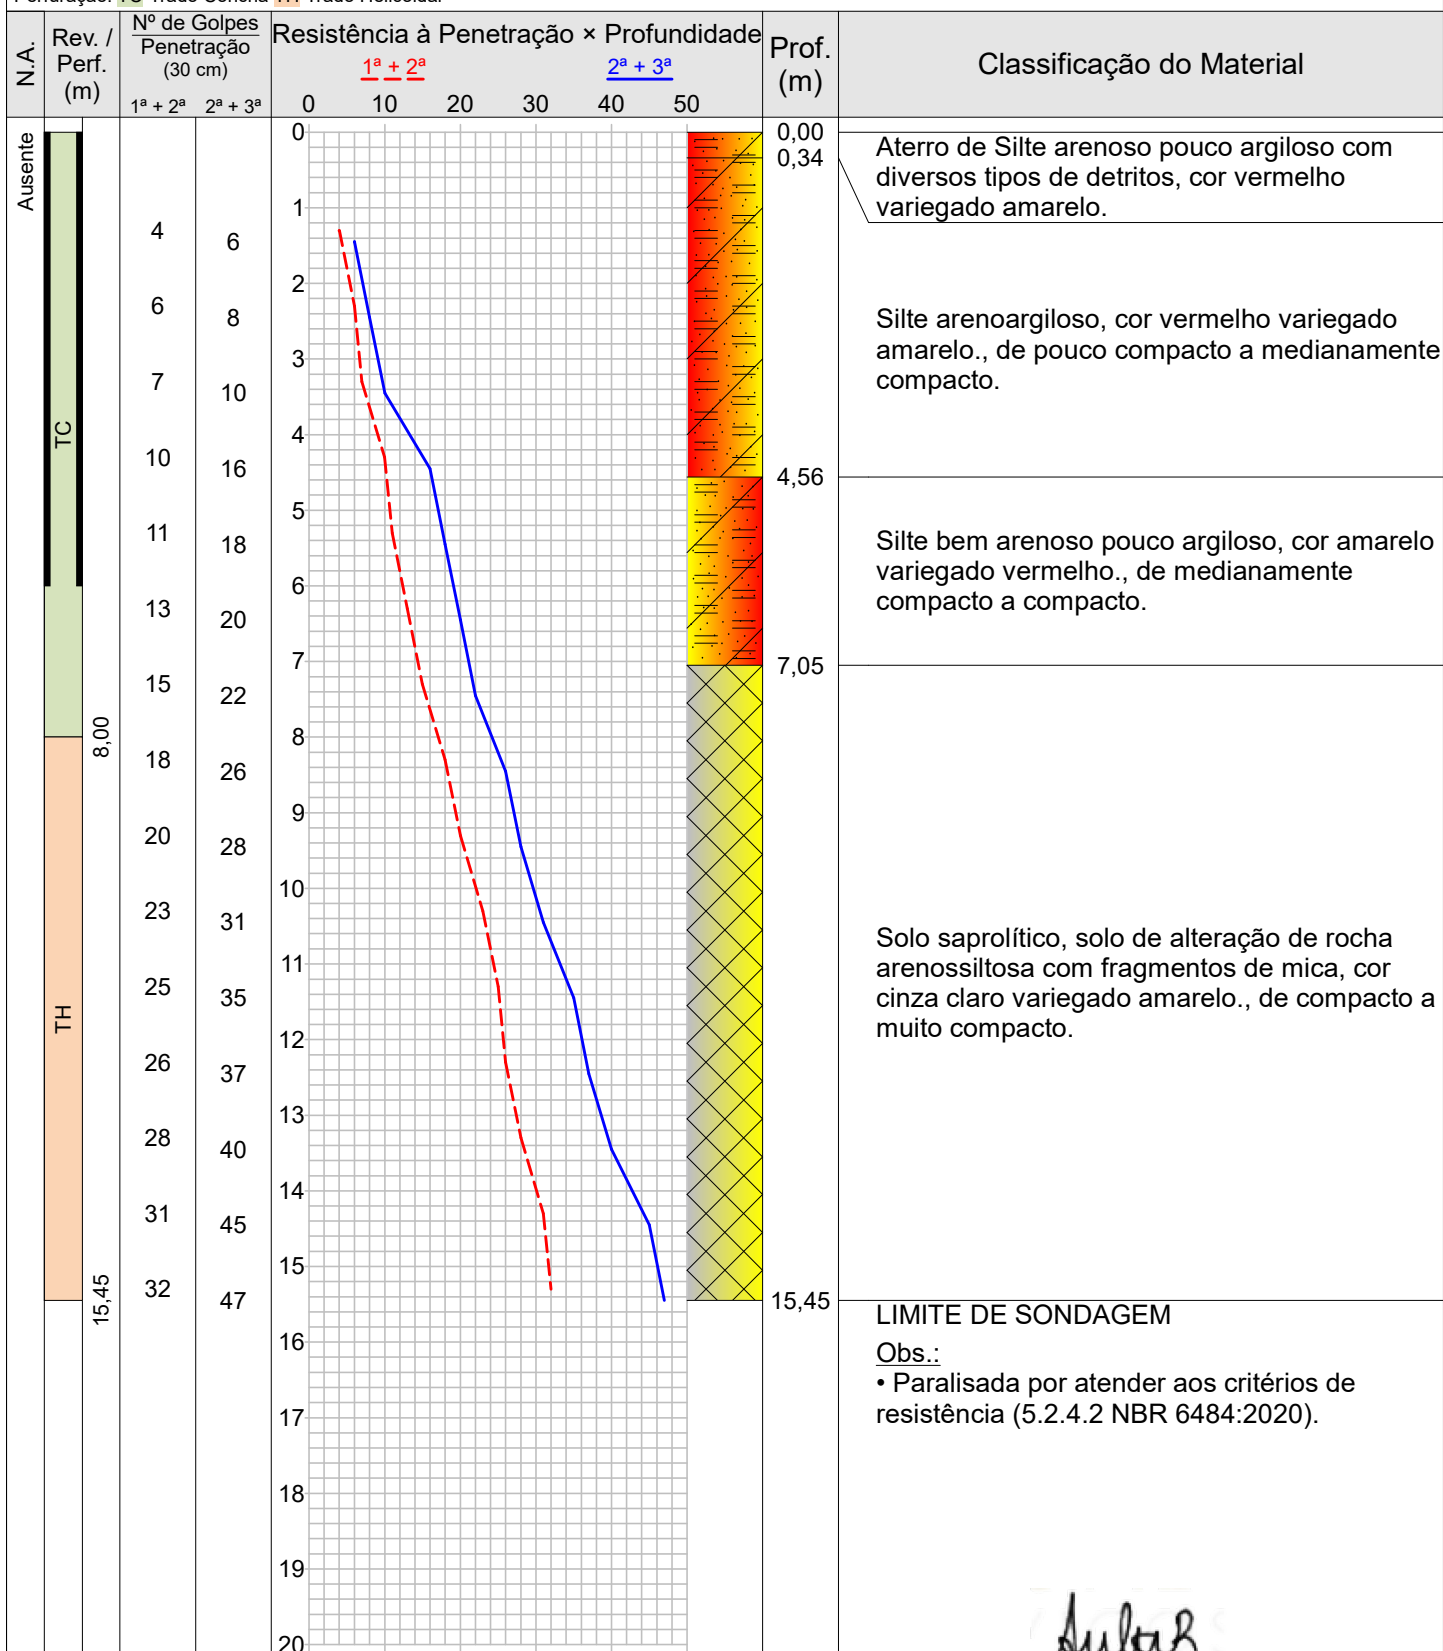 N.A.
Rev. /
Perf.
(m)
Nº de Golpes
Penetração
(30 cm)
1ª + 2ª 2ª + 3ª
Resistência à Penetração × Profundidade
1ª + 2ª 2ª + 3ª
0 10 20 30 40 50
Prof.
(m)
Classificação do Material
Ausente
TC
TH
8,00
15,45
4 6
6 8
7 10
10 16
11 18
13 20
15 22
18 26
20 28
23 31
25 35
26 37
28 40
31 45
32 47
0
1
2
3
4
5
6
7
8
9
10
11
12
13
14
15
16
17
18
19
20
0,00
0,34
4,56
7,05
15,45
Aterro de Silte arenoso pouco argiloso com
diversos tipos de detritos, cor vermelho
variegado amarelo.
Silte arenoargiloso, cor vermelho variegado
amarelo., de pouco compacto a medianamente
compacto.
Silte bem arenoso pouco argiloso, cor amarelo
variegado vermelho., de medianamente
compacto a compacto.
Solo saprolítico, solo de alteração de rocha
arenossiltosa com fragmentos de mica, cor
cinza claro variegado amarelo., de compacto a
muito compacto.
LIMITE DE SONDAGEM
Obs.:
• Paralisada por atender aos critérios de
resistência (5.2.4.2 NBR 6484:2020).